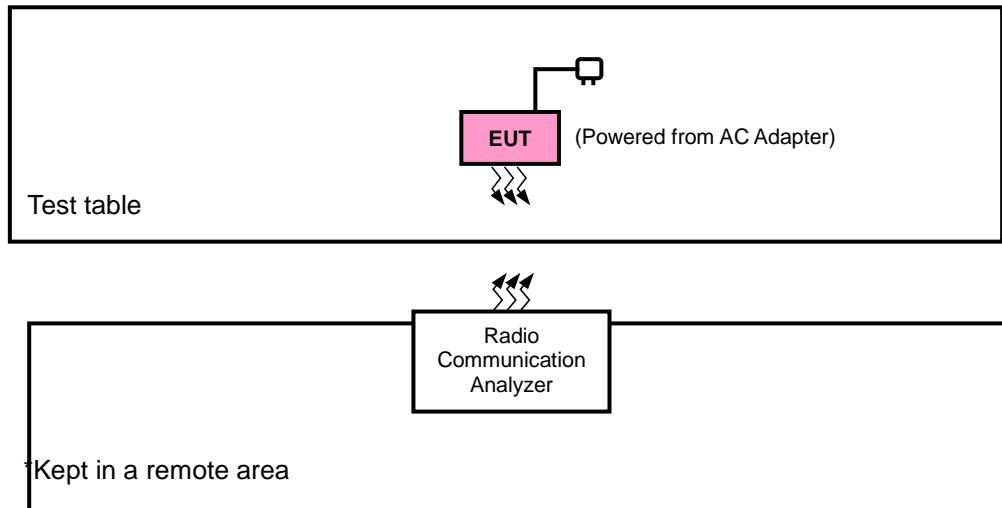 EUT
(Powered from AC Adapter)
Test table
Radio
Communication
Analyzer
*Kept in a remote area